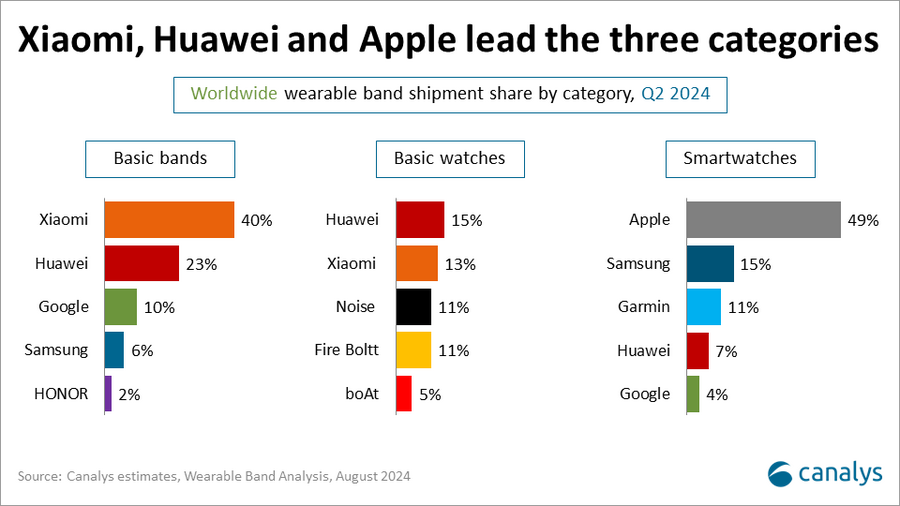 Xiaomi, Huawei and Apple lead the three categories
Worldwide wearable band shipment share by category, Q2 2024
Basic bands
Xiaomi 40%
Huawei 23%
Google 10%
Samsung 6%
HONOR 2%
Basic watches
Huawei 15%
Xiaomi 13%
Noise 11%
Fire Boltt 11%
boAt 5%
Smartwatches
Apple 49%
Samsung 15%
Garmin 11%
Huawei 7%
Google 4%
Source: Canalys estimates, Wearable Band Analysis, August 2024
canalys